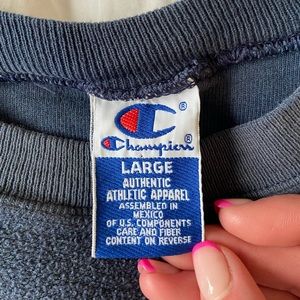 Champion®
LARGE
AUTHENTIC
ATHLETIC APPAREL
ASSEMBLED IN
MEXICO
OF U.S. COMPONENTS
CARE AND FIBER
CONTENT ON REVERSE